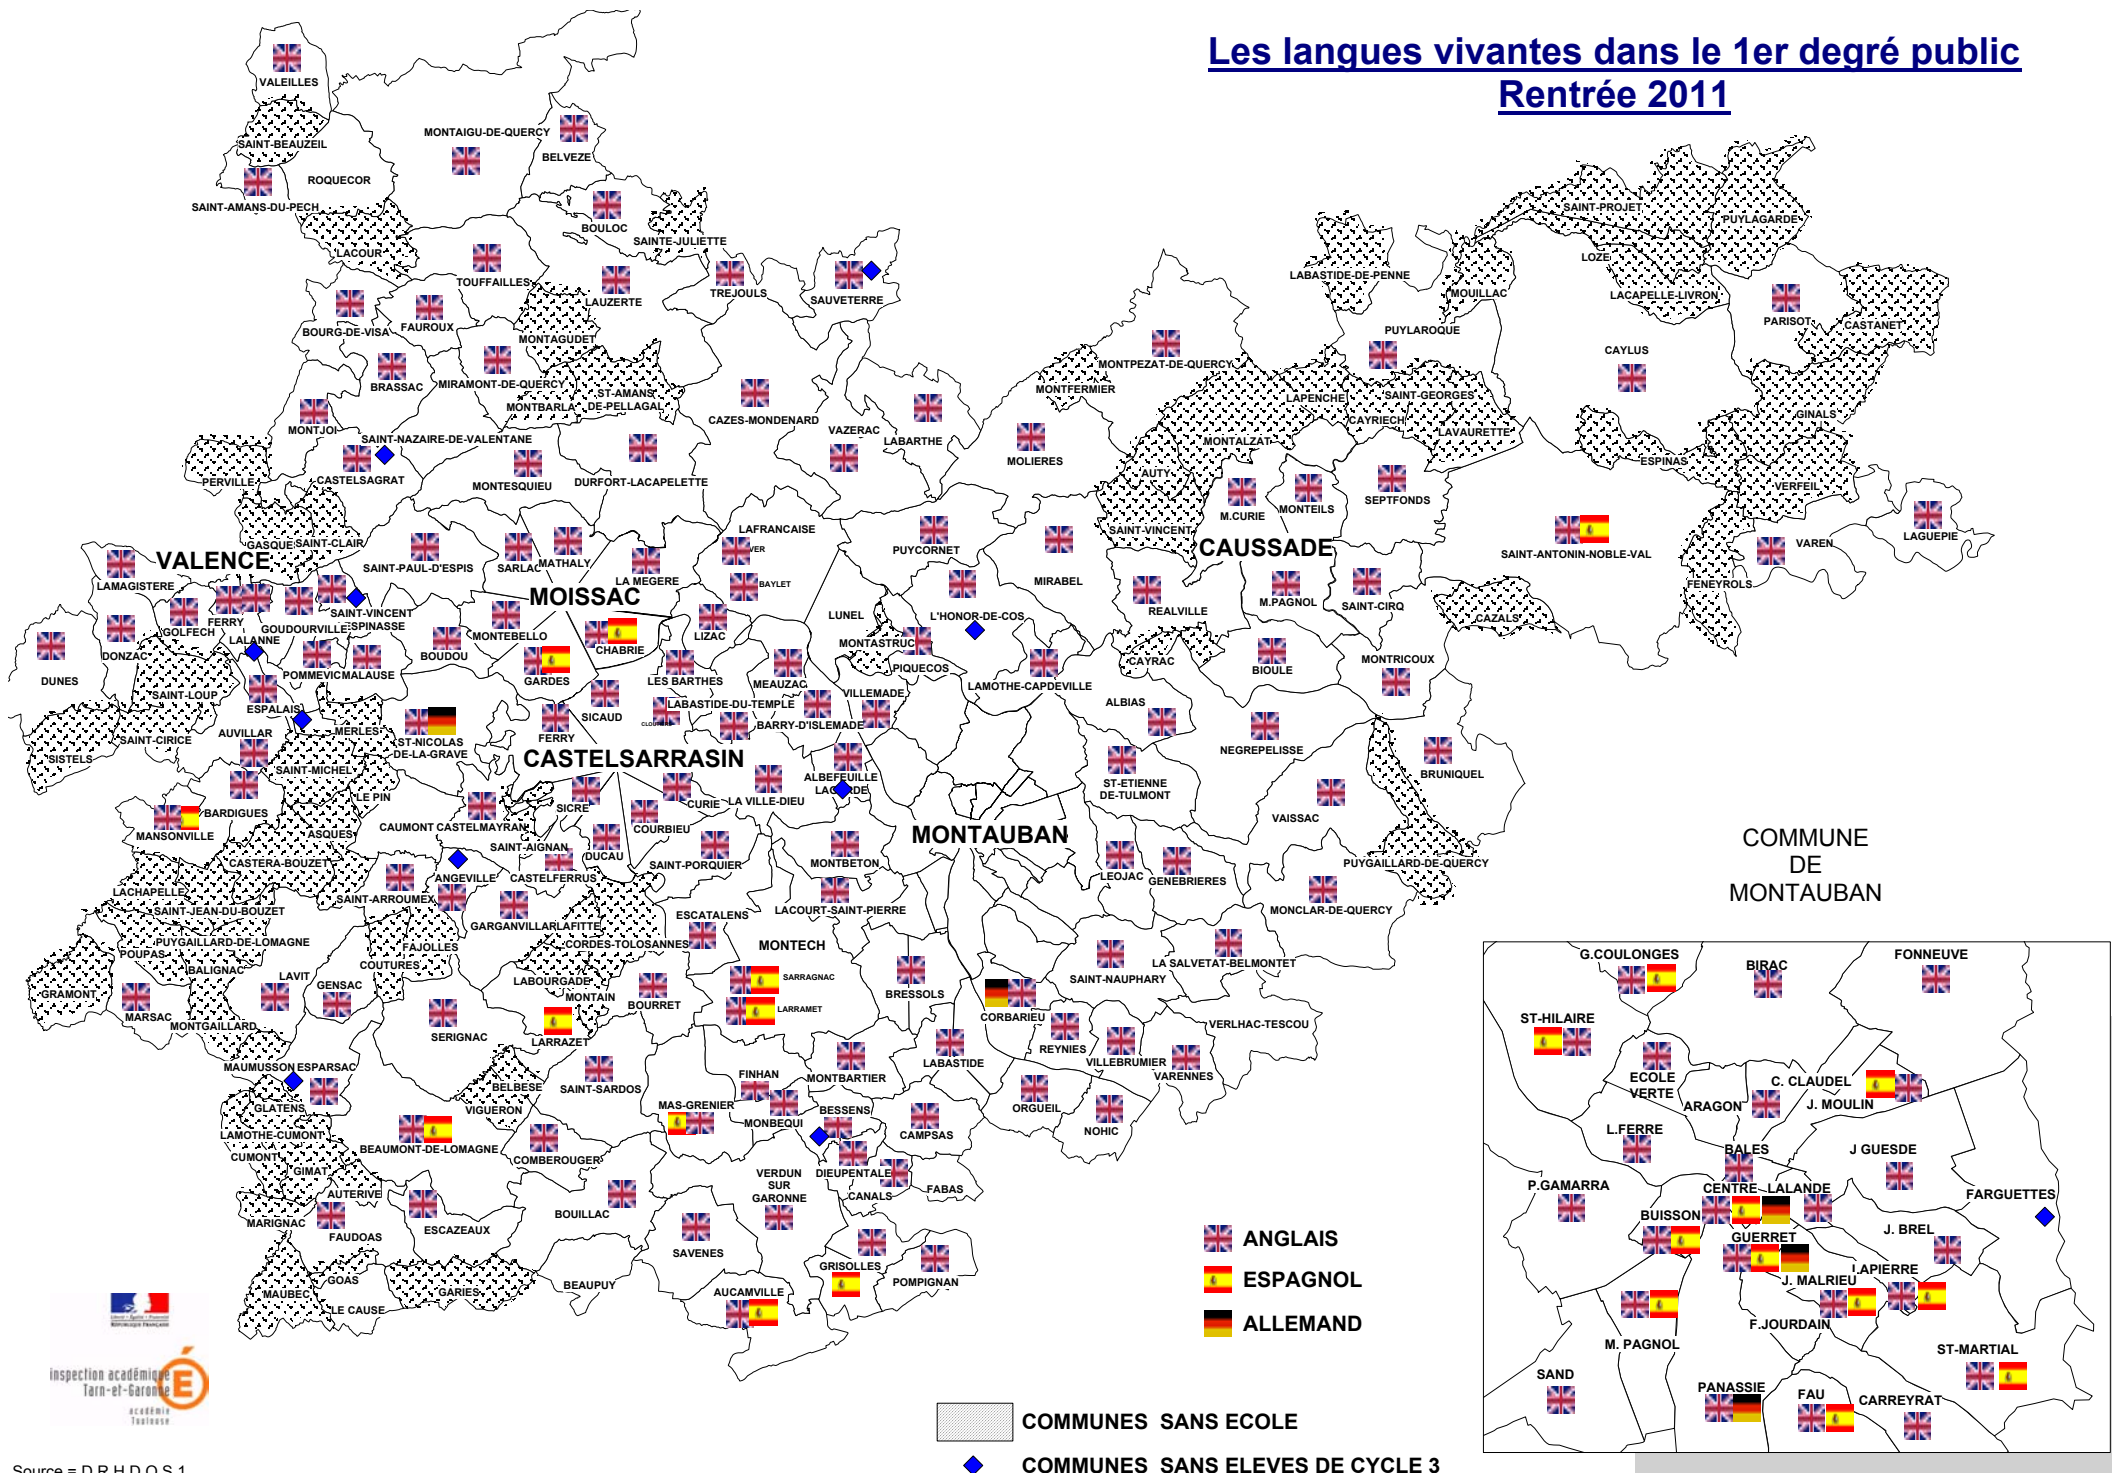 Les langues vivantes dans le 1er degré public
Rentrée 2011
VALEILLES
SAINT-BEAUZEIL
MONTAIGU-DE-QUERCY
BELVEZE
ROQUECOR
SAINT-AMANS-DU-PECH
BOULOC
SAINTE-JULIETTE
LACOUR
TOUFFAILLES
LAUZERTE
TREJOULS
SAUVETERRE
BOURG-DE-VISA
FAUROUX
MONTAGUDET
BRASSAC
MIRAMONT-DE-QUERCY
MONTBARLA
ST-AMANS
DE-PELLAGAL
CAZES-MONDENARD
VAZERAC
LABARTHE
MONTJOI
SAINT-NAZAIRE-DE-VALENTANE
PERVILLE
CASTELSAGRAT
MONTESQUIEU
DURFORT-LACAPELETTE
SAINT-PROJET
PUYLAGARDE
LOZE
LABASTIDE-DE-PENNE
MOUILLAC
LACAPELLE-LIVRON
PARISOT
CASTANET
PUYLAROQUE
CAYLUS
MONTPEZAT-DE-QUERCY
MONTFERMIER
LAPENCHE
SAINT-GEORGES
CAYRIECH
LAVAURETTE
GINALS
MONTALZAT
MOLIERES
AUTY
ESPINAS
VERFEIL
SEPTFONDS
M.CURIE
MONTEILS
SAINT-VINCENT
CAUSSADE
SAINT-ANTONIN-NOBLE-VAL
VAREN
LAGUEPIE
FENEYROLS
CAZALS
GASQUES
SAINT-CLAIR
VALENCE
LAMAGISTERE
SAINT-PAUL-D'ESPIS
SARLAC
MATHALY
LA MEGERE
LAFRANCAISE
BAYLET
PUYCORNET
MIRABEL
MOISSAC
REALVILLE
M.PAGNOL
SAINT-CIRQ
GOLFECH
FERRY
LALANNE
GOUDOURVILLE
SAINT-VINCENT
ESPINASSE
MONTEBELLO
LIZAC
LUNEL
L'HONOR-DE-COS
MONTASTRUC
PIQUECOS
DUNES
DONZAC
POMMEVIC
MALAUSE
BOUDOU
GARDES
CHABRIE
LES BARTHES
MEAUZAC
LAMOTHE-CAPDEVILLE
CAYRAC
BIOULE
MONTRICOUX
SAINT-LOUP
ESPALAIS
SICAUD
LABASTIDE-DU-TEMPLE
VILLEMADE
BARRY-D'ISLEMADE
ALBIAS
NEGREPELISSE
BRUNIQUEL
SISTELS
SAINT-CIRICE
AUVILLAR
MERLES
ST-NICOLAS
DE-LA-GRAVE
FERRY
CASTELSARRASIN
SAINT-MICHEL
LE PIN
SICRE
CURIE
LA VILLE-DIEU
ALBEFEUILLE
LAGARDE
ST-ETIENNE
DE-TULMONT
VAISSAC
BARDIGUES
MANSONVILLE
ASQUES
CAUMONT
CASTELMAYRAN
SAINT-AIGNAN
DUCAU
COURBIEU
SAINT-PORQUIER
MONTBETON
MONTAUBAN
LEOJAC
GENEBRIERES
PUYGAILLARD-DE-QUERCY
CASTERA-BOUZET
ANGEVILLE
CASTELFERRUS
LACHAPELLE
SAINT-JEAN-DU-BOUZET
SAINT-ARROUMEX
GARGANVILLAR
LAFITTE
CORDES-TOLOSANNES
ESCATALENS
LACOURT-SAINT-PIERRE
MONCLAR-DE-QUERCY
PUYGAILLARD-DE-LOMAGNE
POUPAS
BALIGNAC
LAVIT
GENSAC
COUTURES
FAJOLLES
LABOURGADE
MONTAIN
BOURRET
MONTECH
SARRAGNAC
LARRAMET
BRESSOLS
CORBARIEU
SAINT-NAUPHARY
LA SALVETAT-BELMONTET
GRAMONT
MARSAC
MONTGAILLARD
SERIGNAC
LARRAZET
REYNIES
VILLEBRUMIER
VARENNES
VERLHAC-TESCOU
MAUMUSSON
ESPARSAC
GLATENS
BELBESE
VIGUERON
SAINT-SARDOS
FINHAN
MONTBARTIER
LABASTIDE
ORGUEIL
NOHIC
LAMOTHE-CUMONT
CUMONT
GIMAT
BEAUMONT-DE-LOMAGNE
COMBEROUGER
MAS-GRENIER
MONBEQUI
BESSENS
CAMPSAS
DIEUPENTALE
CANALS
FABAS
VERDUN
SUR
GARONNE
AUTERIVE
MARIGNAC
FAUDOAS
ESCAZEAUX
BOUILLAC
SAVENES
GRISOLLES
POMPIGNAN
MAUBEC
GOAS
LE CAUSE
GARIES
BEAUPUY
AUCAMVILLE
ANGLAIS
ESPAGNOL
ALLEMAND
COMMUNES SANS ECOLE
COMMUNES SANS ELEVES DE CYCLE 3
COMMUNE
DE
MONTAUBAN
G.COULONGES
BIRAC
FONNEUVE
ST-HILAIRE
ECOLE
VERTE
ARAGON
C. CLAUDEL
J. MOULIN
L.FERRE
BALES
J GUESDE
P.GAMARRA
CENTRE
LALANDE
FARGUETTES
BUISSON
GUERRET
J. BREL
J. MALRIEU
LAPIERRE
F.JOURDAIN
M. PAGNOL
ST-MARTIAL
SAND
PANASSIE
FAU
CARREYRAT
RÉPUBLIQUE FRANÇAISE
inspection académique
Tarn-et-Garonne
académie
Toulouse
Source = D.R.H.D.O.S 1